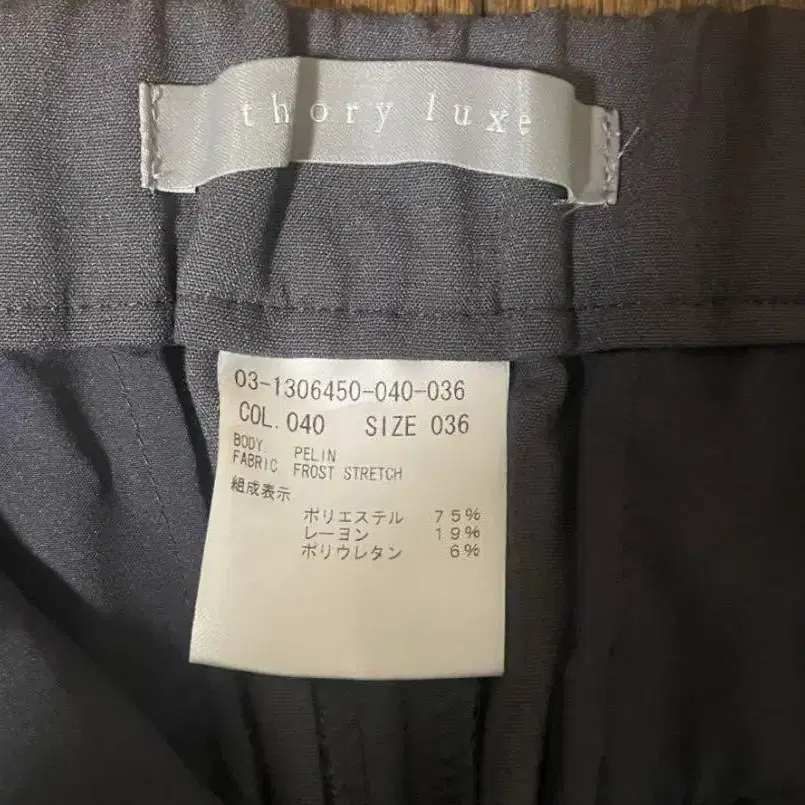 thory luxe
03-1306450-040-036
COL. 040 SIZE 036
BODY PELIN
FABRIC FROST STRETCH
組成表示
ポリエステル 75%
レーヨン 19%
ポリウレタン 6%